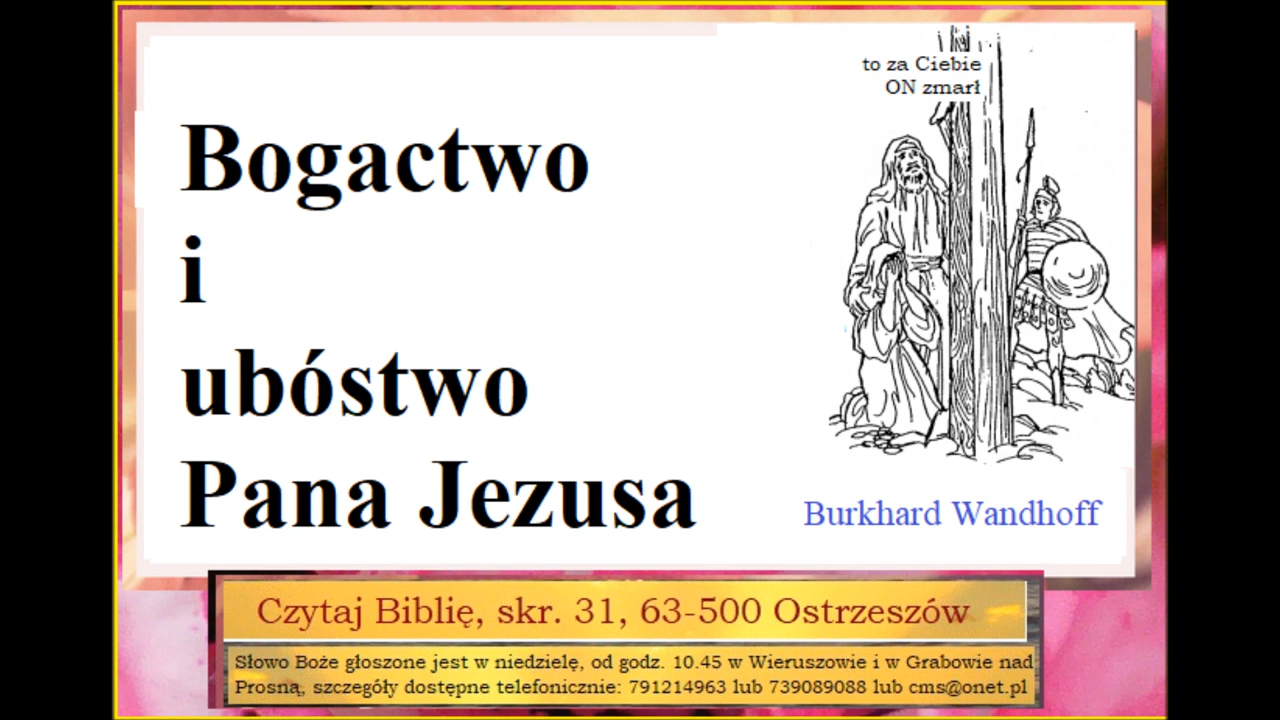 to za Ciebie
ON zmarł
Bogactwo
i
ubóstwo
Pana Jezusa
Burkhard Wandhoff
Czytaj Biblię, skr. 31, 63-500 Ostrzeszów
Słowo Boże głoszone jest w niedzielę, od godz. 10.45 w Wieruszowie i w Grabowie nad
Prosną, szczegóły dostępne telefonicznie: 791214963 lub 739089088 lub cms@onet.pl